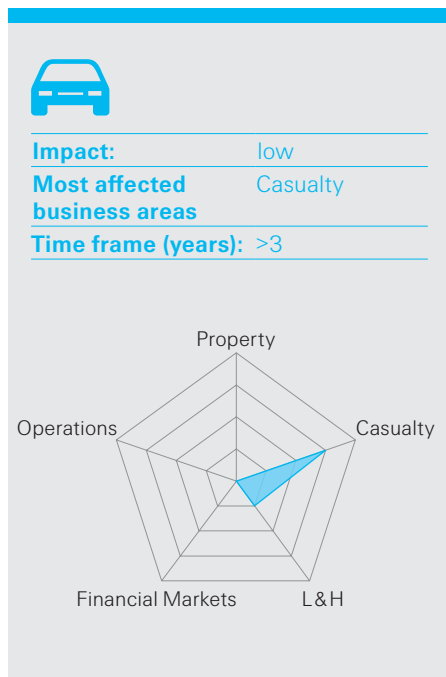 Impact: low
Most affected Casualty
business areas
Time frame (years): >3
Property
Operations Casualty
Financial Markets L&H